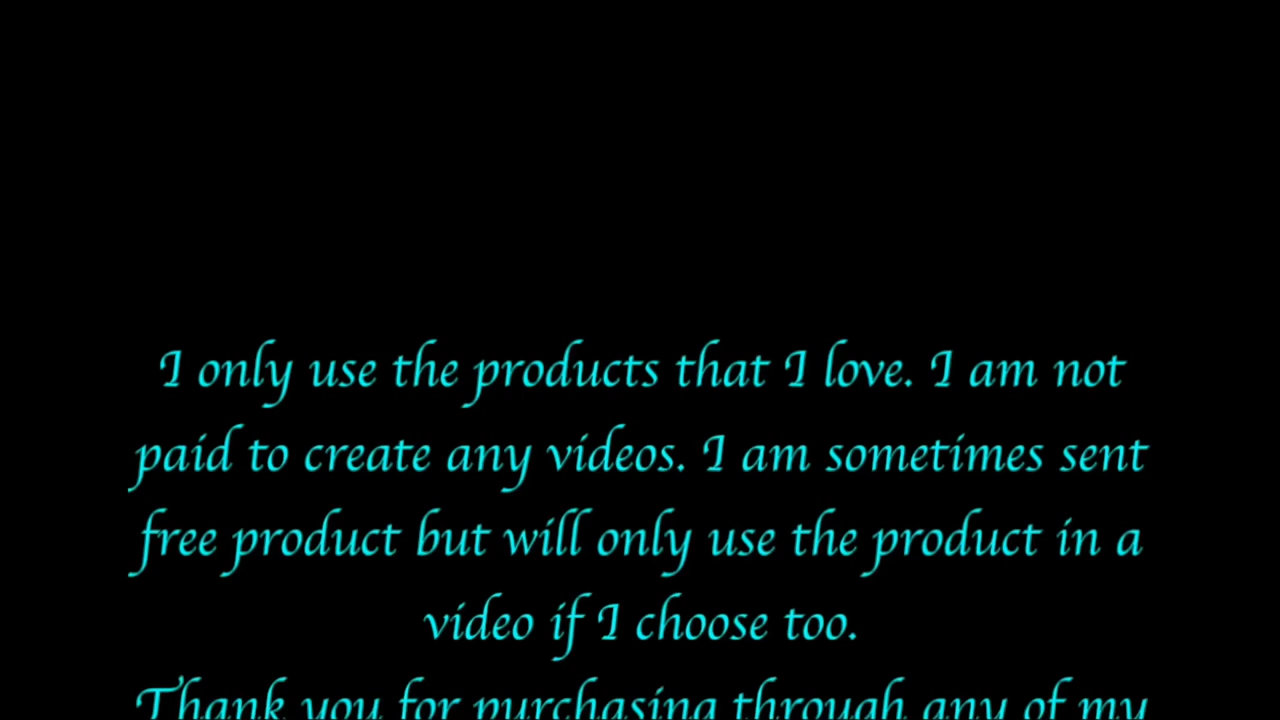 I only use the products that I love. I am not
paid to create any videos. I am sometimes sent
free product but will only use the product in a
video if I choose too.
Thank you for purchasing through any of my